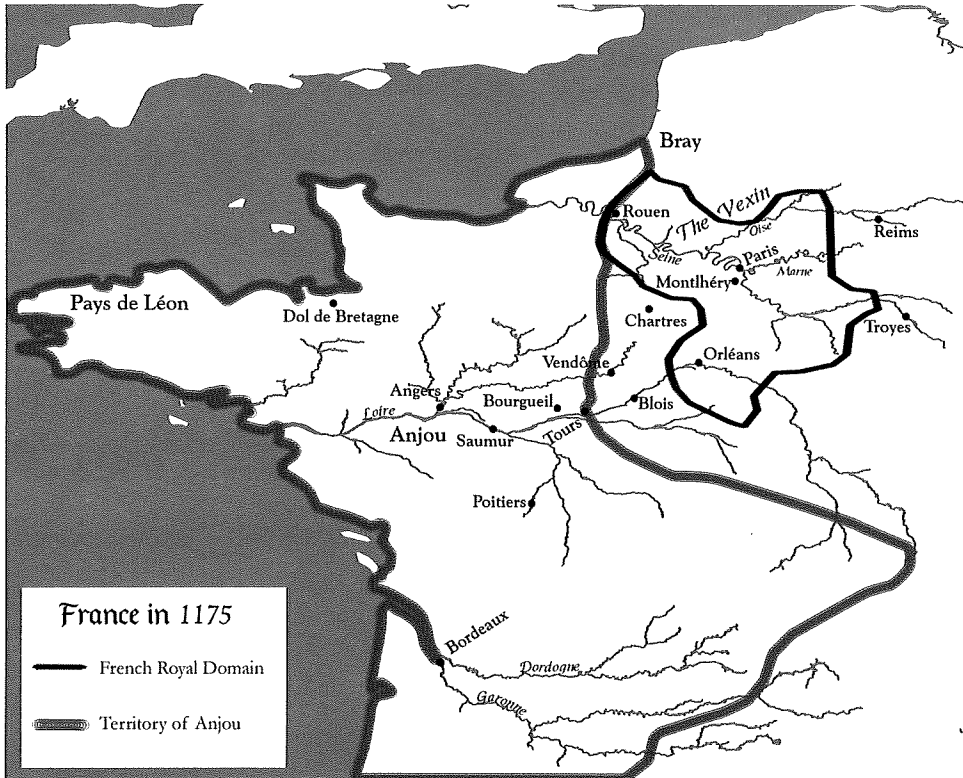 Bray
The Vexin
Rouen
Oise
Reims
Seine
Paris
Marne
Montlhéry
Pays de Léon
Dol de Bretagne
Chartres
Troyes
Orléans
Vendôme
Angers
Bourgueil
Blois
Loire
Anjou
Saumur
Tours
Poitiers
France in 1175
French Royal Domain
Territory of Anjou
Bordeaux
Dordogne
Garonne